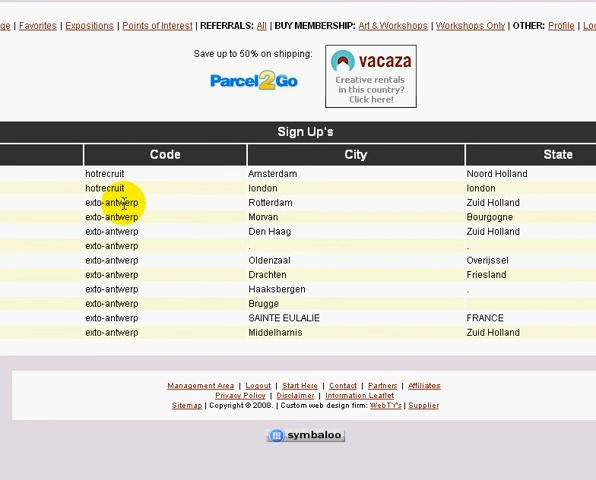 ge | Favorites | Expositions | Points of Interest | REFERRALS: All | BUY MEMBERSHIP: Art & Workshops | Workshops Only | OTHER: Profile | Lo
Save up to 50% on shipping:
Parcel2Go
vacaza
Creative rentals
in this country?
Click here!
Sign Up's
Code City State
hotrecruit Amsterdam Noord Holland
hotrecruit london london
exto-antwerp Rotterdam Zuid Holland
exto-antwerp Morvan Bourgogne
exto-antwerp Den Haag Zuid Holland
exto-antwerp . .
exto-antwerp Oldenzaal Overijssel
exto-antwerp Drachten Friesland
exto-antwerp Haaksbergen .
exto-antwerp Brugge
exto-antwerp SAINTE EULALIE FRANCE
exto-antwerp Middelharnis Zuid Holland
Management Area | Logout | Start Here | Contact | Partners | Affiliates
Privacy Policy | Disclaimer | Information Leaflet
Sitemap | Copyright © 2008. | Custom web design firm: WebTY's | Supplier
symbaloo